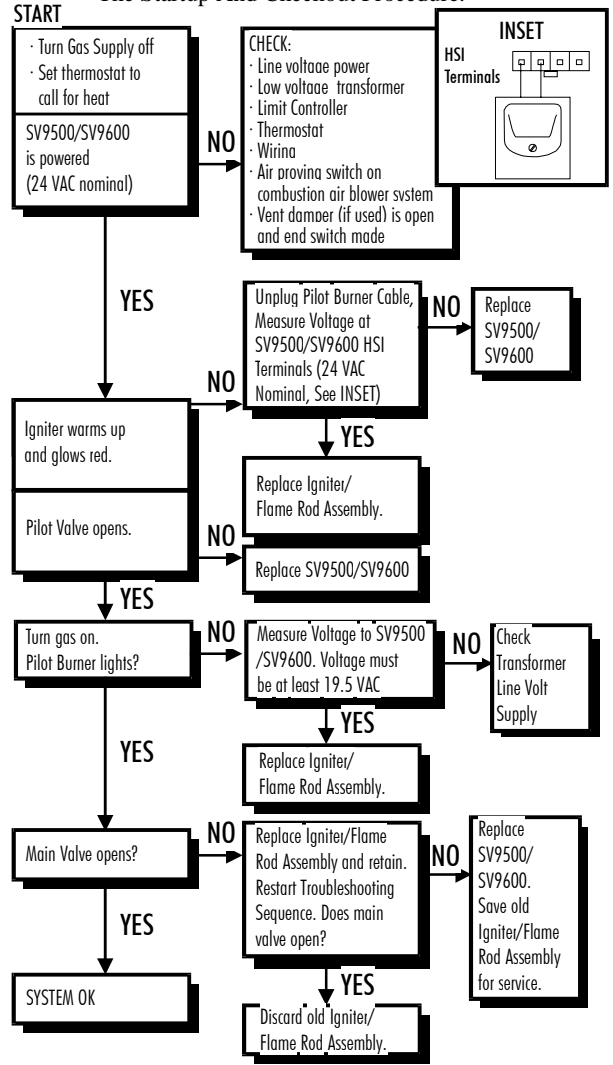 The Startup And Checkout Procedure.
START
· Turn Gas Supply off
· Set thermostat to
call for heat
SV9500/SV9600
is powered
(24 VAC nominal)
NO
CHECK:
· Line voltage power
· Low voltage transformer
· Limit Controller
· Thermostat
· Wiring
· Air proving switch on
combustion air blower system
· Vent damper (if used) is open
and end switch made
INSET
HSI
Terminals
YES
Igniter warms up
and glows red.
NO
Unplug Pilot Burner Cable,
Measure Voltage at
SV9500/SV9600 HSI
Terminals (24 VAC
Nominal, See INSET)
NO
Replace
SV9500/
SV9600
YES
Replace Igniter/
Flame Rod Assembly.
Pilot Valve opens.
NO
Replace SV9500/SV9600
YES
Turn gas on.
Pilot Burner lights?
NO
Measure Voltage to SV9500
/SV9600. Voltage must
be at least 19.5 VAC
NO
Check
Transformer
Line Volt
Supply
YES
Replace Igniter/
Flame Rod Assembly.
YES
Main Valve opens?
NO
Replace Igniter/Flame
Rod Assembly and retain.
Restart Troubleshooting
Sequence. Does main
valve open?
NO
Replace
SV9500/
SV9600.
Save old
Igniter/Flame
Rod Assembly
for service.
YES
Discard old Igniter/
Flame Rod Assembly.
YES
SYSTEM OK